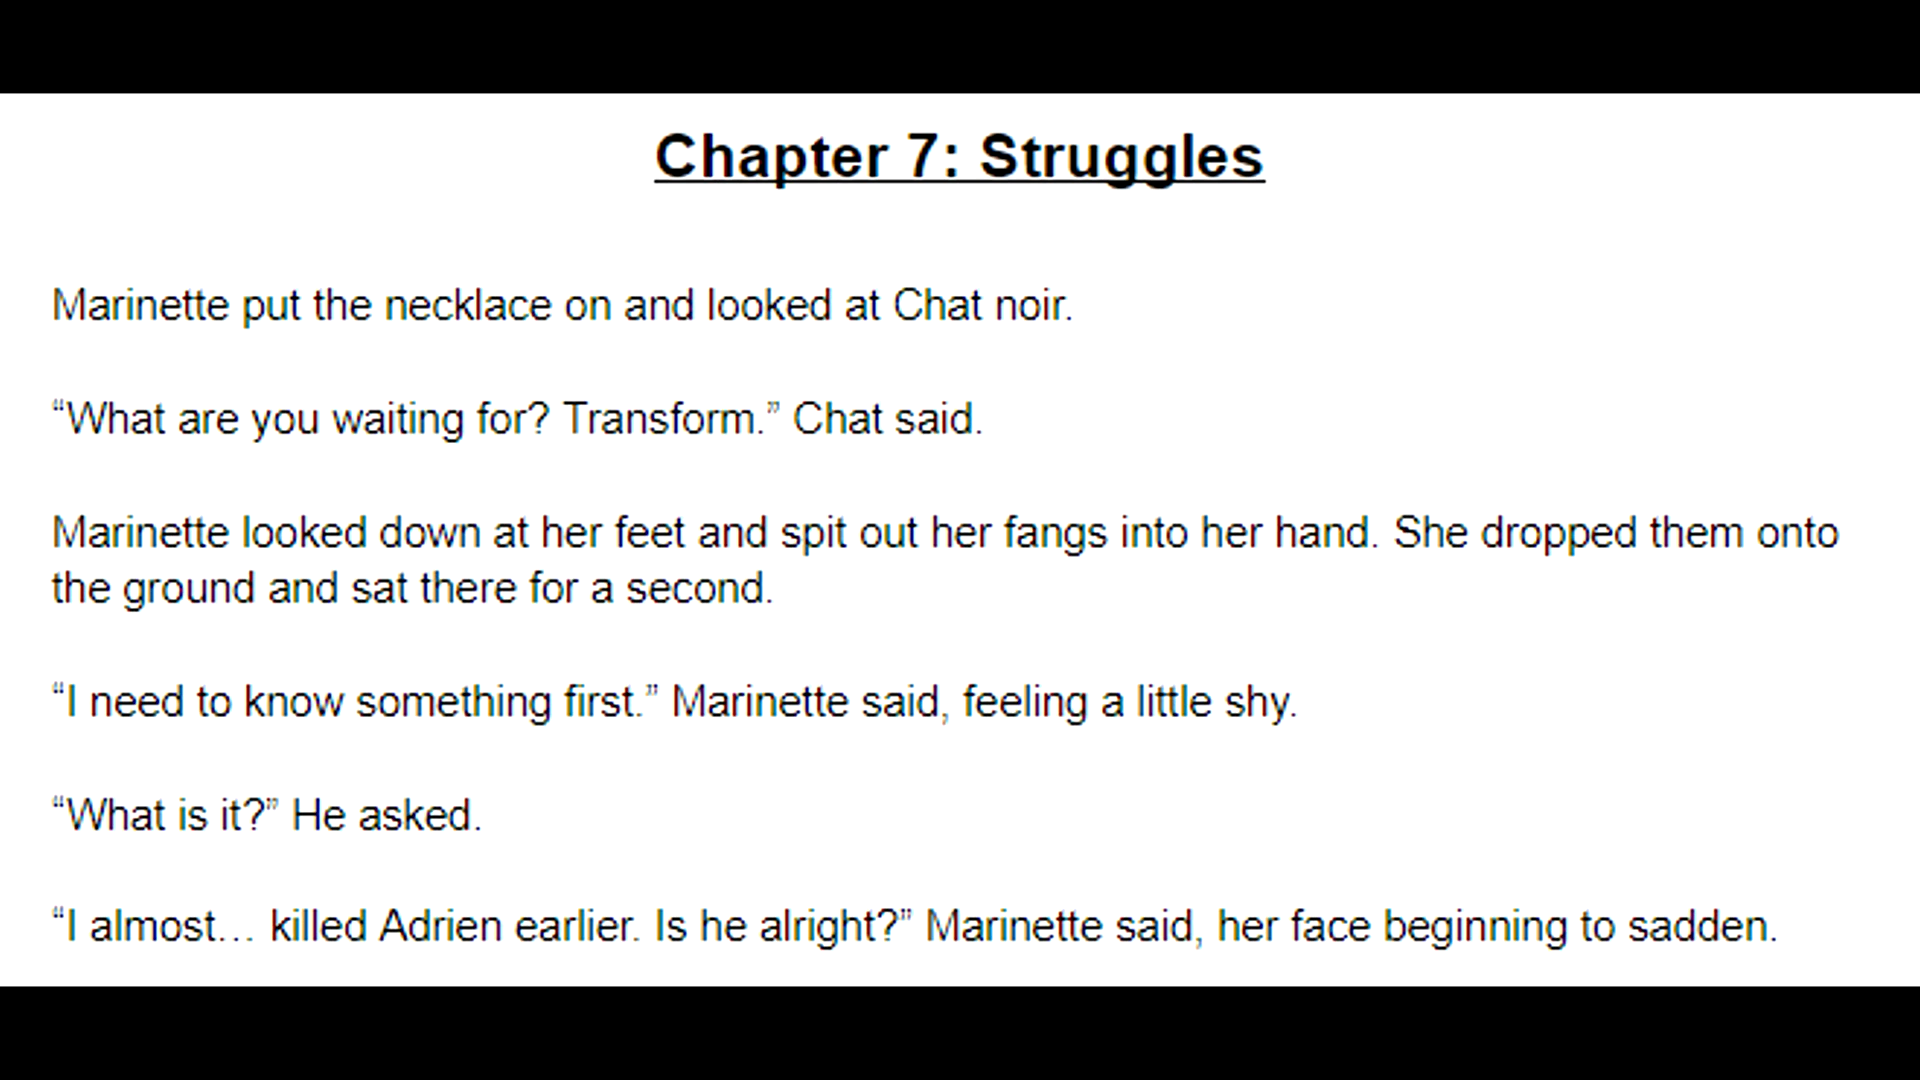 Chapter 7: Struggles
Marinette put the necklace on and looked at Chat noir.
“What are you waiting for? Transform.” Chat said.
Marinette looked down at her feet and spit out her fangs into her hand. She dropped them onto
the ground and sat there for a second.
“I need to know something first.” Marinette said, feeling a little shy.
“What is it?” He asked.
“I almost… killed Adrien earlier. Is he alright?” Marinette said, her face beginning to sadden.